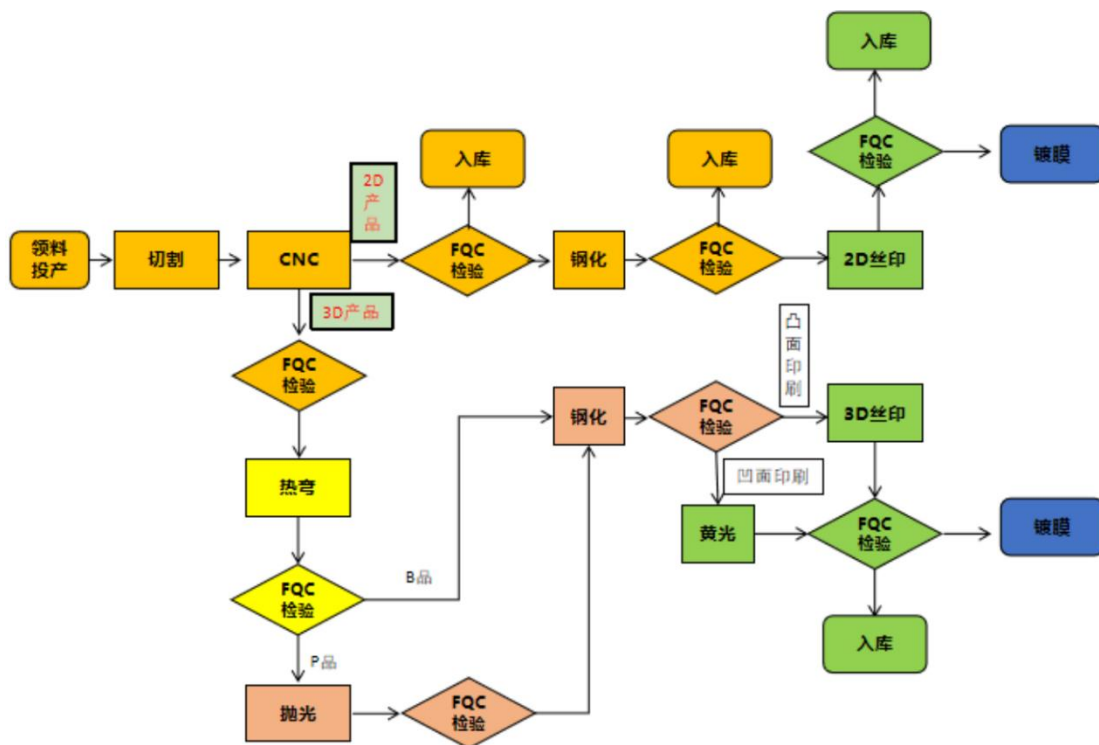 入库
FQC
检验
镀膜
入库
入库
2D
产
品
领料
投产
切割
CNC
FQC
检验
钢化
FQC
检验
2D丝印
3D产品
凸
面
印
刷
FQC
检验
钢化
FQC
检验
3D丝印
热弯
凹面印刷
黄光
FQC
检验
镀膜
FQC
检验
B品
入库
P品
抛光
FQC
检验